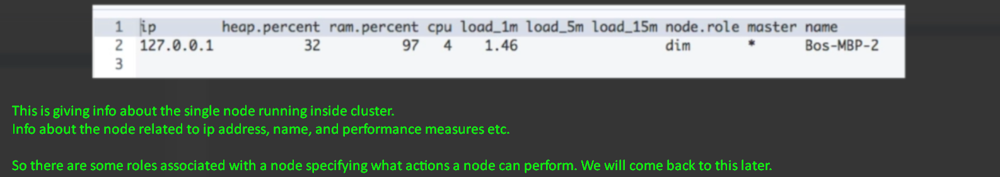 1 ip heap.percent ram.percent cpu load_1m load_5m load_15m node.role master name
2 127.0.0.1 32 97 4 1.46 dim * Bos-MBP-2
3
This is giving info about the single node running inside cluster.
Info about the node related to ip address, name, and performance measures etc.
So there are some roles associated with a node specifying what actions a node can perform. We will come back to this later.